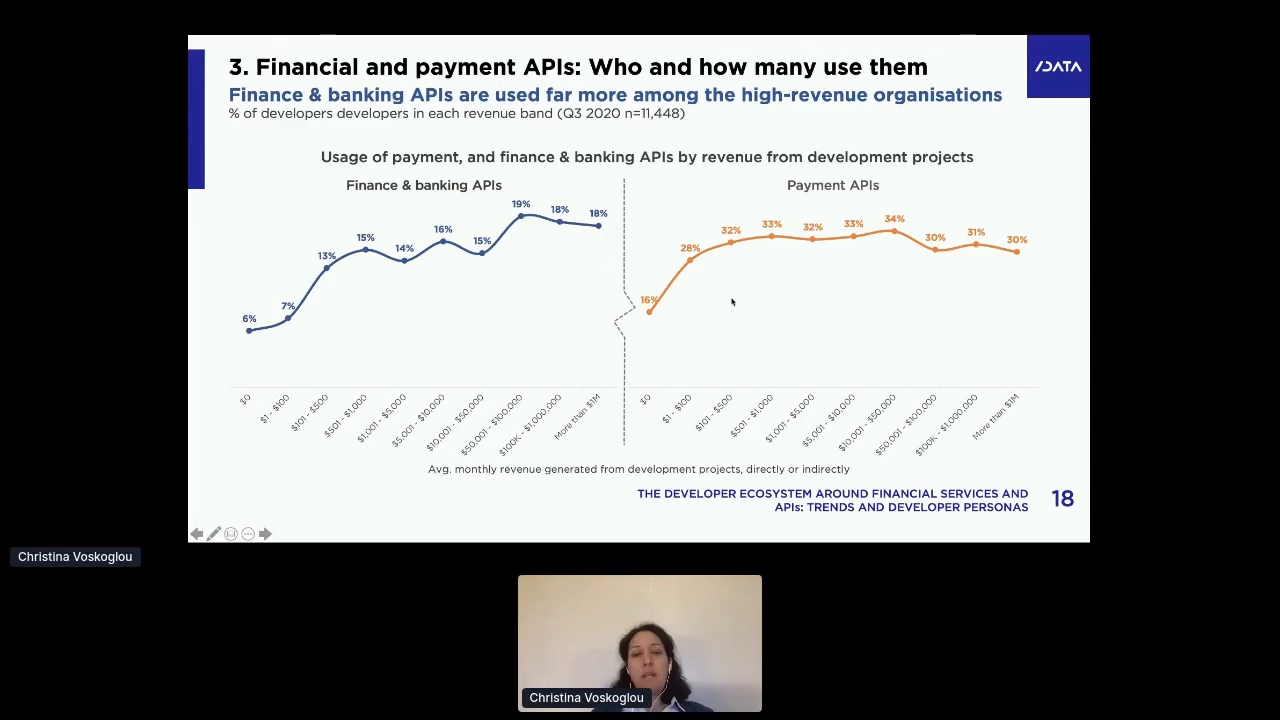 3. Financial and payment APIs: Who and how many use them
Finance & banking APIs are used far more among the high-revenue organisations
% of developers developers in each revenue band (Q3 2020 n=11,448)
/DATA
Usage of payment, and finance & banking APIs by revenue from development projects
Finance & banking APIs
6%
7%
13%
15%
14%
16%
15%
19%
18%
18%
$0
$1 - $100
$101 - $500
$501 - $1,000
$1,001 - $5,000
$5,001 - $10,000
$10,001 - $50,000
$50,001 - $100,000
$100K - $1,000,000
More than $1M
Payment APIs
16%
28%
32%
33%
32%
33%
34%
30%
31%
30%
$0
$1 - $100
$101 - $500
$501 - $1,000
$1,001 - $5,000
$5,001 - $10,000
$10,001 - $50,000
$50,001 - $100,000
$100K - $1,000,000
More than $1M
Avg. monthly revenue generated from development projects, directly or indirectly
THE DEVELOPER ECOSYSTEM AROUND FINANCIAL SERVICES AND
APIs: TRENDS AND DEVELOPER PERSONAS
18
Christina Voskoglou
Christina Voskoglou